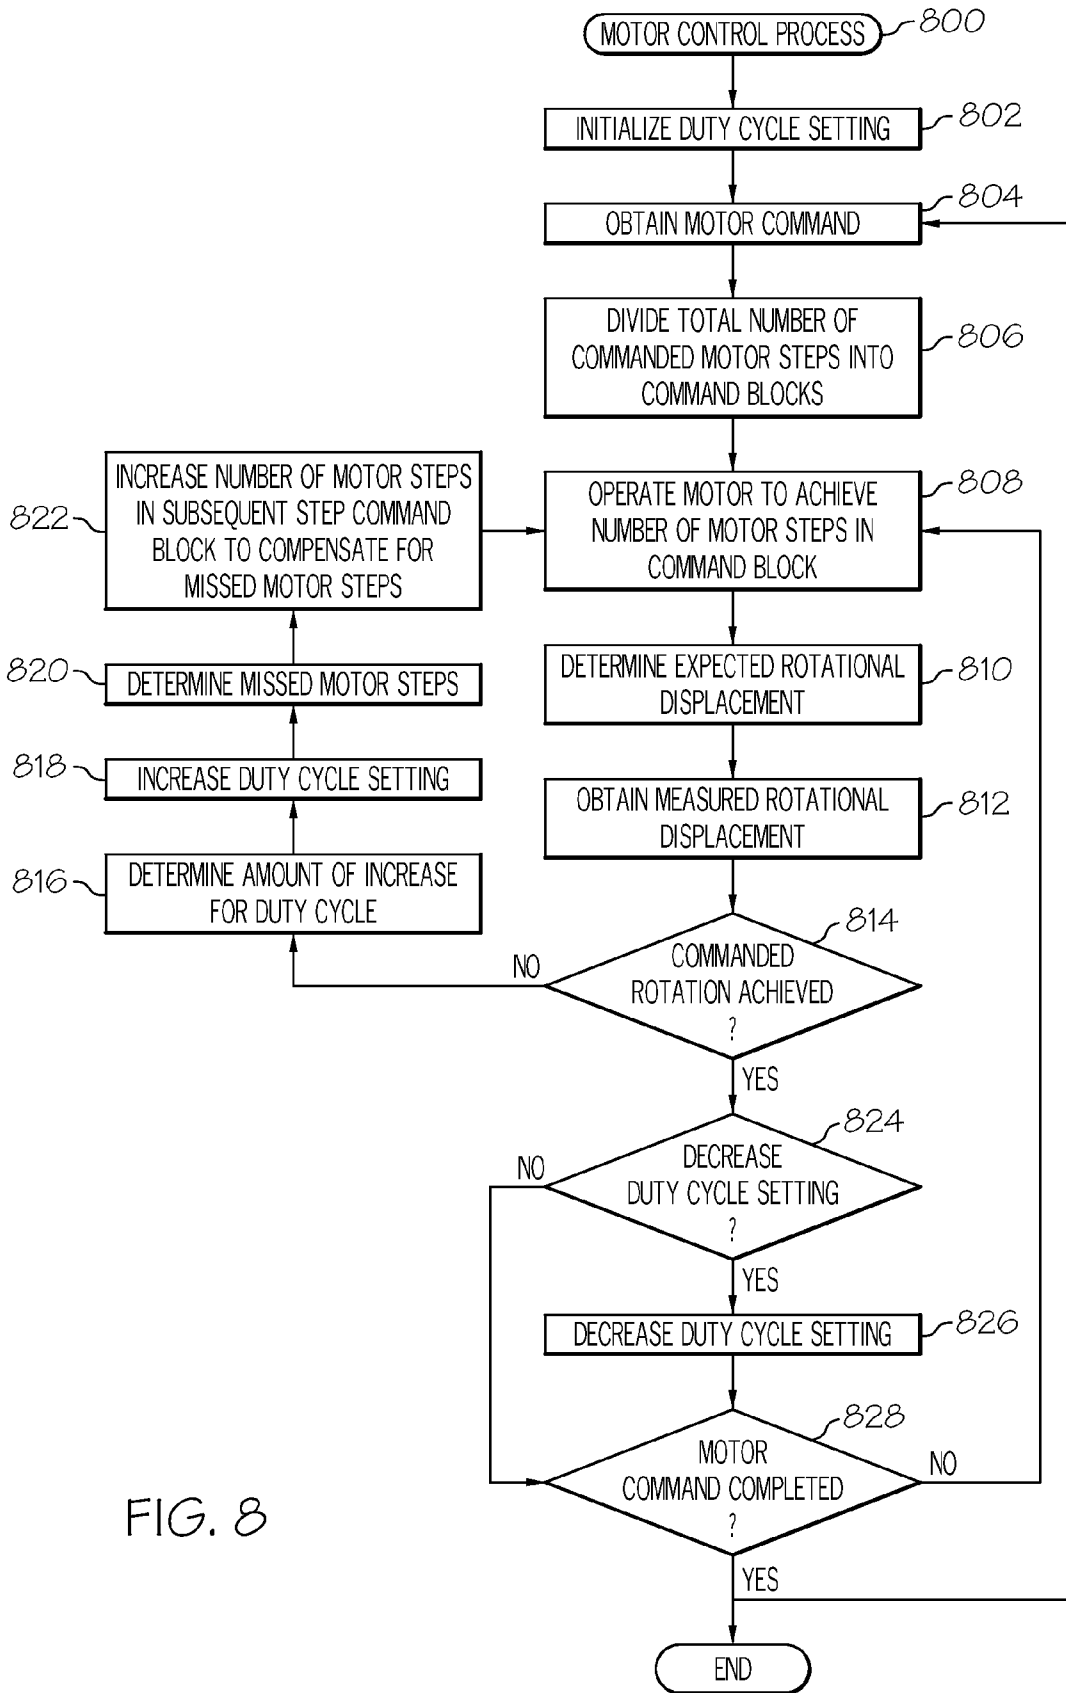 MOTOR CONTROL PROCESS
800
INITIALIZE DUTY CYCLE SETTING
802
OBTAIN MOTOR COMMAND
804
DIVIDE TOTAL NUMBER OF
COMMANDED MOTOR STEPS INTO
COMMAND BLOCKS
806
OPERATE MOTOR TO ACHIEVE
NUMBER OF MOTOR STEPS IN
COMMAND BLOCK
808
DETERMINE EXPECTED ROTATIONAL
DISPLACEMENT
810
OBTAIN MEASURED ROTATIONAL
DISPLACEMENT
812
COMMANDED
ROTATION ACHIEVED
?
814
NO
YES
DETERMINE AMOUNT OF INCREASE
FOR DUTY CYCLE
816
INCREASE DUTY CYCLE SETTING
818
DETERMINE MISSED MOTOR STEPS
820
INCREASE NUMBER OF MOTOR STEPS
IN SUBSEQUENT STEP COMMAND
BLOCK TO COMPENSATE FOR
MISSED MOTOR STEPS
822
DECREASE
DUTY CYCLE SETTING
?
824
NO
YES
DECREASE DUTY CYCLE SETTING
826
MOTOR
COMMAND COMPLETED
?
828
NO
YES
END
FIG. 8